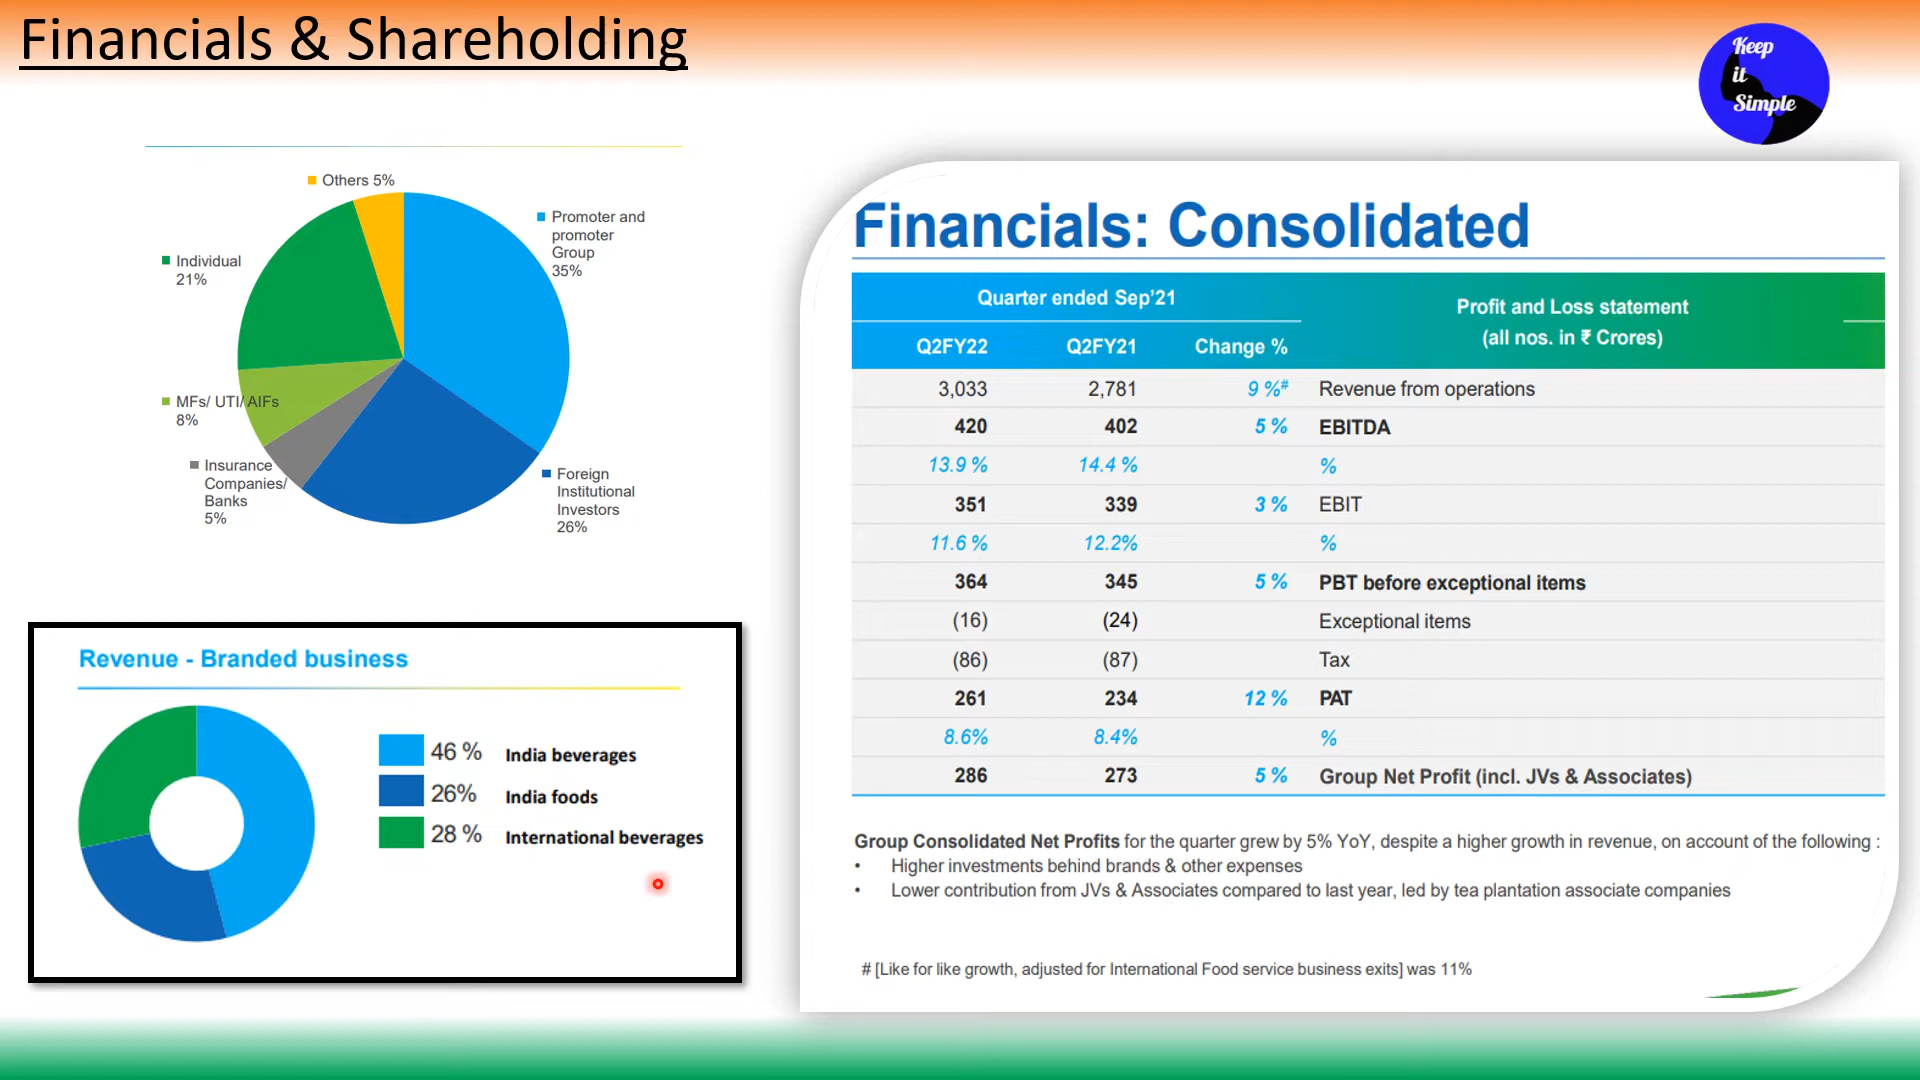 Financials & Shareholding
Keep
it
Simple
Others 5%
Promoter and
promoter
Group
35%
Individual
21%
MFs/ UTI/ AIFs
8%
Insurance
Companies/
Banks
5%
Foreign
Institutional
Investors
26%
Revenue - Branded business
46 % India beverages
26% India foods
28 % International beverages
Financials: Consolidated
Quarter ended Sep'21
Profit and Loss statement
(all nos. in ₹ Crores)
Q2FY22 Q2FY21 Change %
3,033 2,781 9 %# Revenue from operations
420 402 5 % EBITDA
13.9 % 14.4 % %
351 339 3 % EBIT
11.6 % 12.2% %
364 345 5 % PBT before exceptional items
(16) (24) Exceptional items
(86) (87) Tax
261 234 12 % PAT
8.6% 8.4% %
286 273 5 % Group Net Profit (incl. JVs & Associates)
Group Consolidated Net Profits for the quarter grew by 5% YoY, despite a higher growth in revenue, on account of the following :
• Higher investments behind brands & other expenses
• Lower contribution from JVs & Associates compared to last year, led by tea plantation associate companies
# [Like for like growth, adjusted for International Food service business exits] was 11%